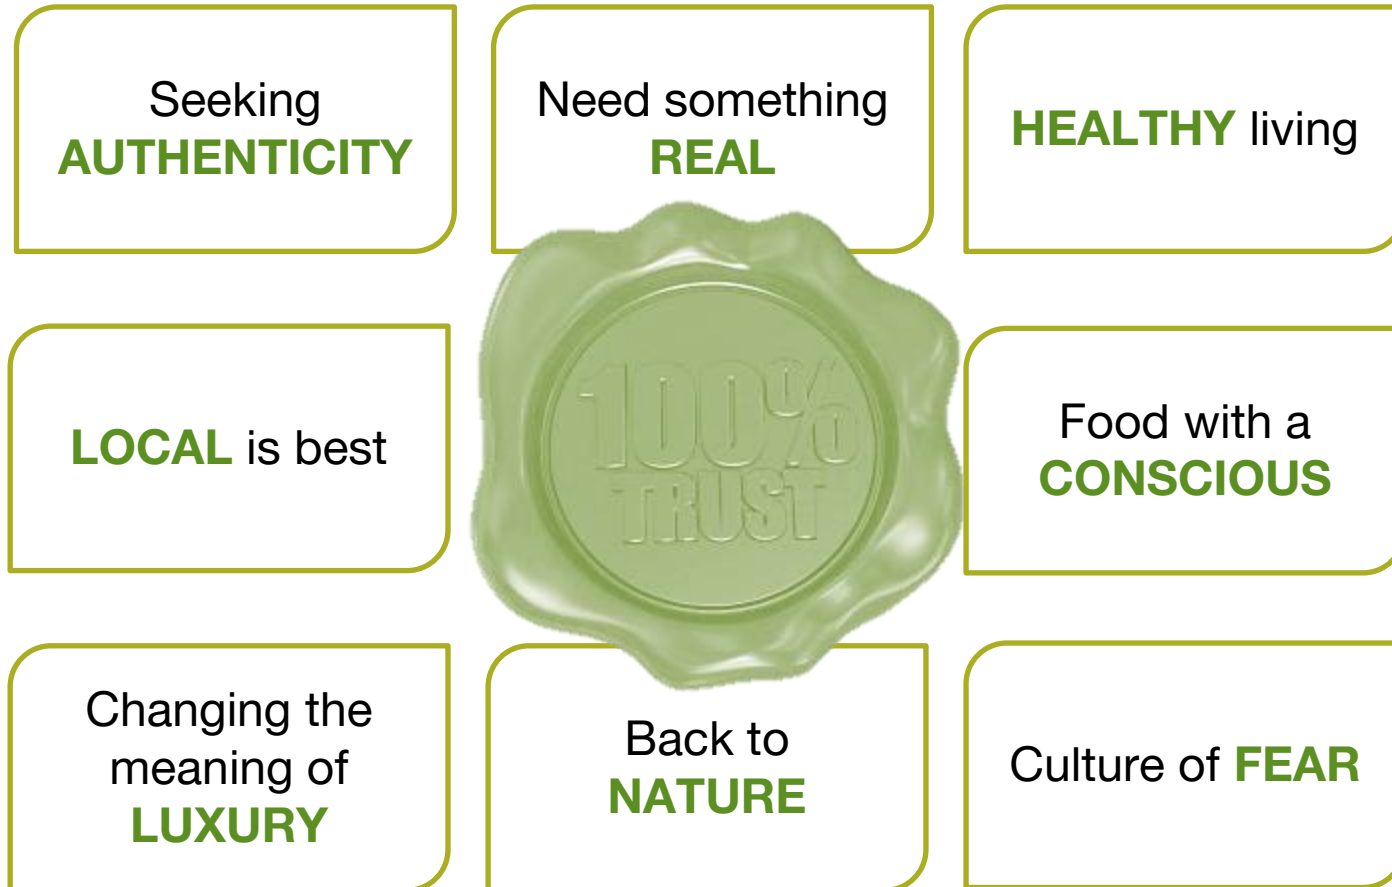 Seeking
AUTHENTICITY
Need something
REAL
HEALTHY living
LOCAL is best
100%
TRUST
Food with a
CONSCIOUS
Changing the
meaning of
LUXURY
Back to
NATURE
Culture of FEAR